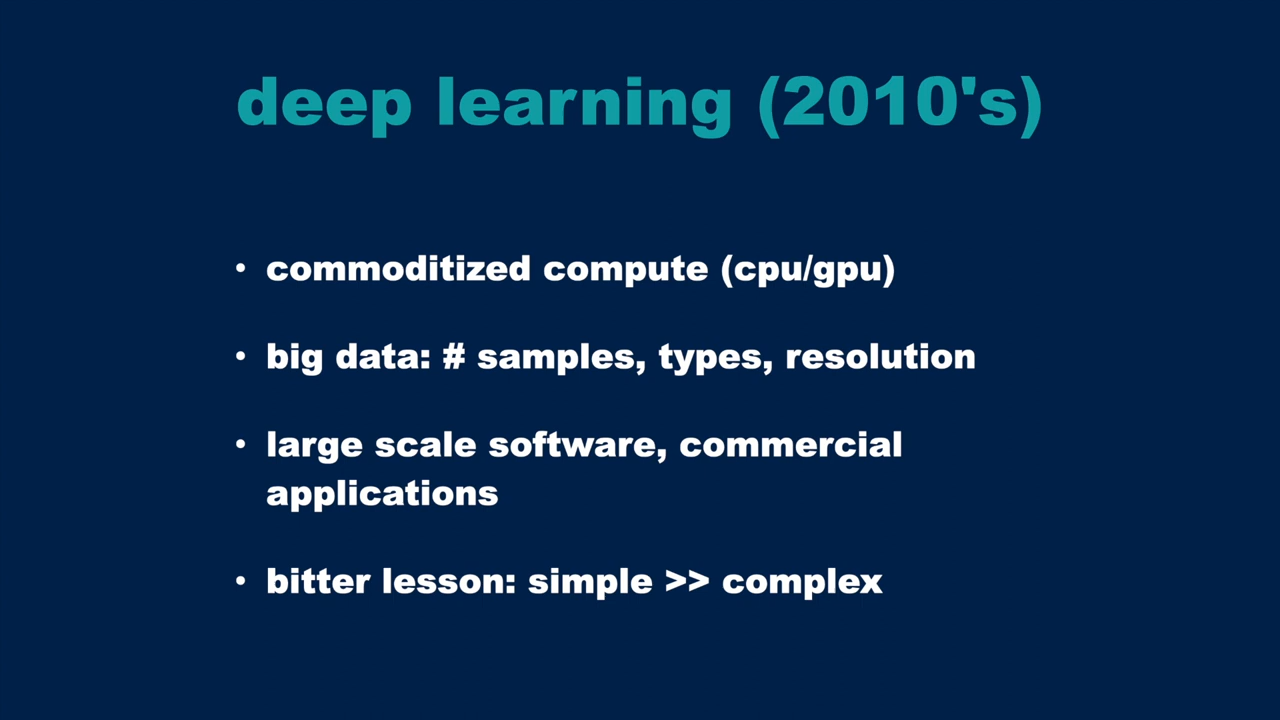 deep learning (2010's)
• commoditized compute (cpu/gpu)
• big data: # samples, types, resolution
• large scale software, commercial
applications
• bitter lesson: simple >> complex